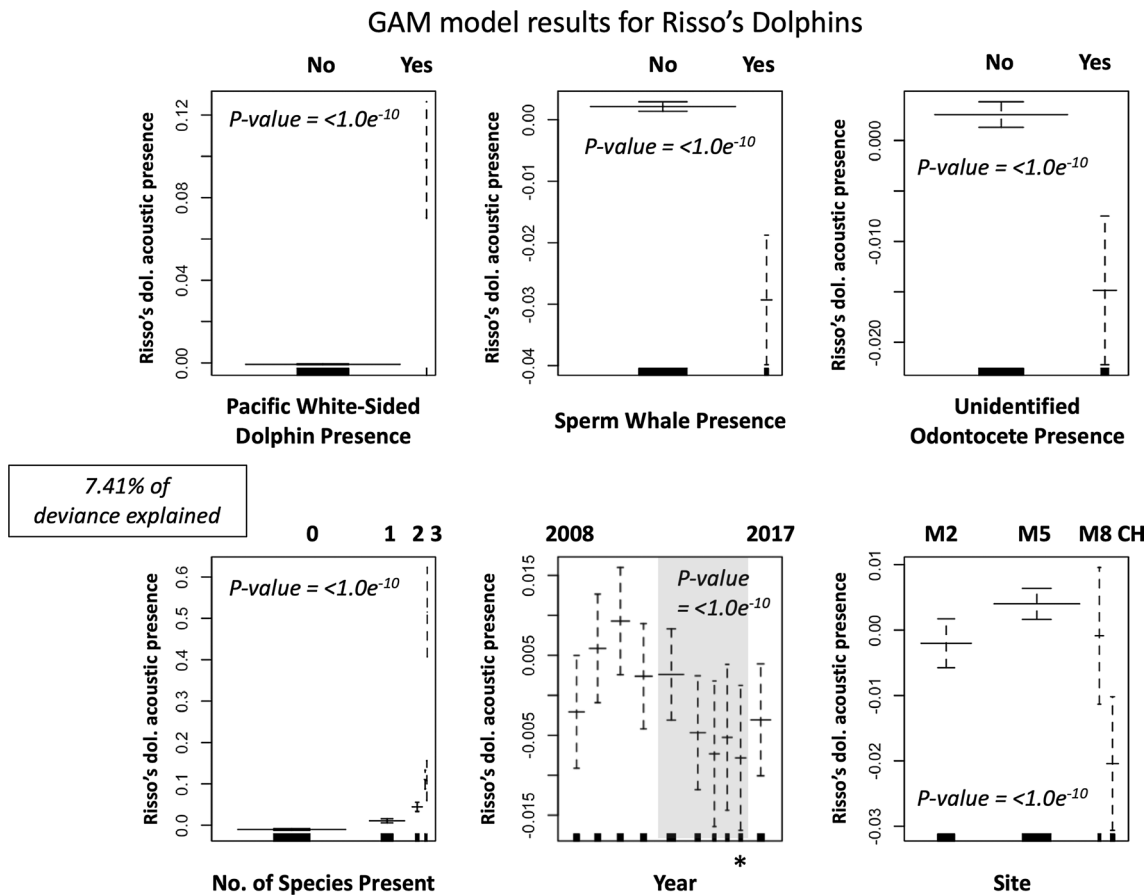 GAM model results for Risso's Dolphins
No Yes
P-value = <1.0e-10
0.12
0.08
0.04
0.00
Risso's dol. acoustic presence
Pacific White-Sided
Dolphin Presence
No Yes
P-value = <1.0e-10
0.00
-0.01
-0.02
-0.03
-0.04
Risso's dol. acoustic presence
Sperm Whale Presence
No Yes
P-value = <1.0e-10
0.000
-0.010
-0.020
Risso's dol. acoustic presence
Unidentified
Odontocete Presence
7.41% of
deviance explained
0 1 2 3
P-value = <1.0e-10
0.6
0.5
0.4
0.3
0.2
0.1
0.0
Risso's dol. acoustic presence
No. of Species Present
2008 2017
P-value
= <1.0e-10
0.015
0.005
-0.005
-0.015
Risso's dol. acoustic presence
*
Year
M2 M5 M8 CH
0.01
0.00
-0.01
-0.02
-0.03
P-value = <1.0e-10
Risso's dol. acoustic presence
Site